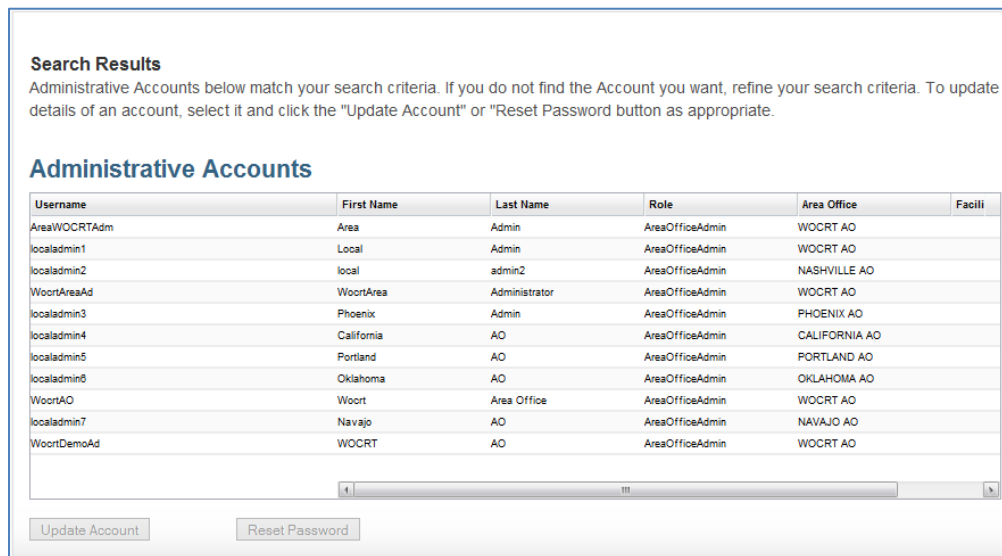 Search Results
Administrative Accounts below match your search criteria. If you do not find the Account you want, refine your search criteria. To update
details of an account, select it and click the "Update Account" or "Reset Password button as appropriate.
Administrative Accounts
Username First Name Last Name Role Area Office Facili
AreaWOCRTAdm Area Admin AreaOfficeAdmin WOCRT AO
localadmin1 Local Admin AreaOfficeAdmin WOCRT AO
localadmin2 local admin2 AreaOfficeAdmin NASHVILLE AO
WocrtAreaAd WocrtArea Administrator AreaOfficeAdmin WOCRT AO
localadmin3 Phoenix Admin AreaOfficeAdmin PHOENIX AO
localadmin4 California AO AreaOfficeAdmin CALIFORNIA AO
localadmin5 Portland AO AreaOfficeAdmin PORTLAND AO
localadmin6 Oklahoma AO AreaOfficeAdmin OKLAHOMA AO
WocrtAO Wocrt Area Office AreaOfficeAdmin WOCRT AO
localadmin7 Navajo AO AreaOfficeAdmin NAVAJO AO
WocrtDemoAd WOCRT AO AreaOfficeAdmin WOCRT AO
Update Account Reset Password